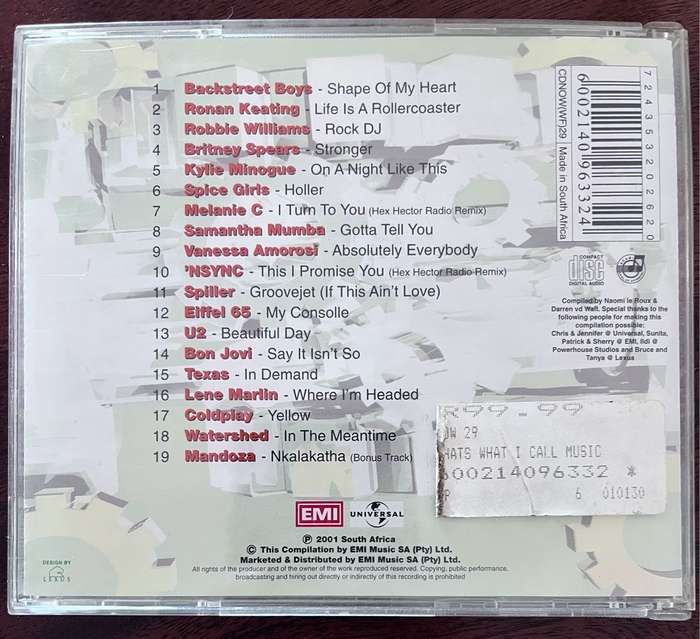 1 Backstreet Boys - Shape Of My Heart
2 Ronan Keating - Life Is A Rollercoaster
3 Robbie Williams - Rock DJ
4 Britney Spears - Stronger
5 Kylie Minogue - On A Night Like This
6 Spice Girls - Holler
7 Melanie C - I Turn To You (Hex Hector Radio Remix)
8 Samantha Mumba - Gotta Tell You
9 Vanessa Amorosi - Absolutely Everybody
10 'NSYNC - This I Promise You (Hex Hector Radio Remix)
11 Spiller - Groovejet (If This Ain't Love)
12 Eiffel 65 - My Consolle
13 U2 - Beautiful Day
14 Bon Jovi - Say It Isn't So
15 Texas - In Demand
16 Lene Marlin - Where I'm Headed
17 Coldplay - Yellow
18 Watershed - In The Meantime
19 Mandoza - Nkalakatha (Bonus Track)
7 24353 20262 0
6 002140 963324
CDNOW(WF)29 Made in South Africa
COMPACT
disc
DIGITAL AUDIO
Compiled by Naomi le Roux &
Darren vd Walt. Special thanks to the
following people for making this
compilation possible:
Chris & Jennifer @ Universal, Sunita,
Patrick & Sherry @ EMI, Ildi @
Powerhouse Studios and Bruce and
Tanya @ Lexus
R99.99
OW 29
HATS WHAT I CALL MUSIC
600214096332 *
P 6 010130
EMI UNIVERSAL
℗ 2001 South Africa
© This Compilation by EMI Music SA (Pty) Ltd.
Marketed & Distributed by EMI Music SA (Pty) Ltd.
All rights of the producer and of the owner of the work reproduced reserved. Copying, public performance,
broadcasting and hiring out directly or indirectly of this recording is prohibited
DESIGN BY
LEXUS